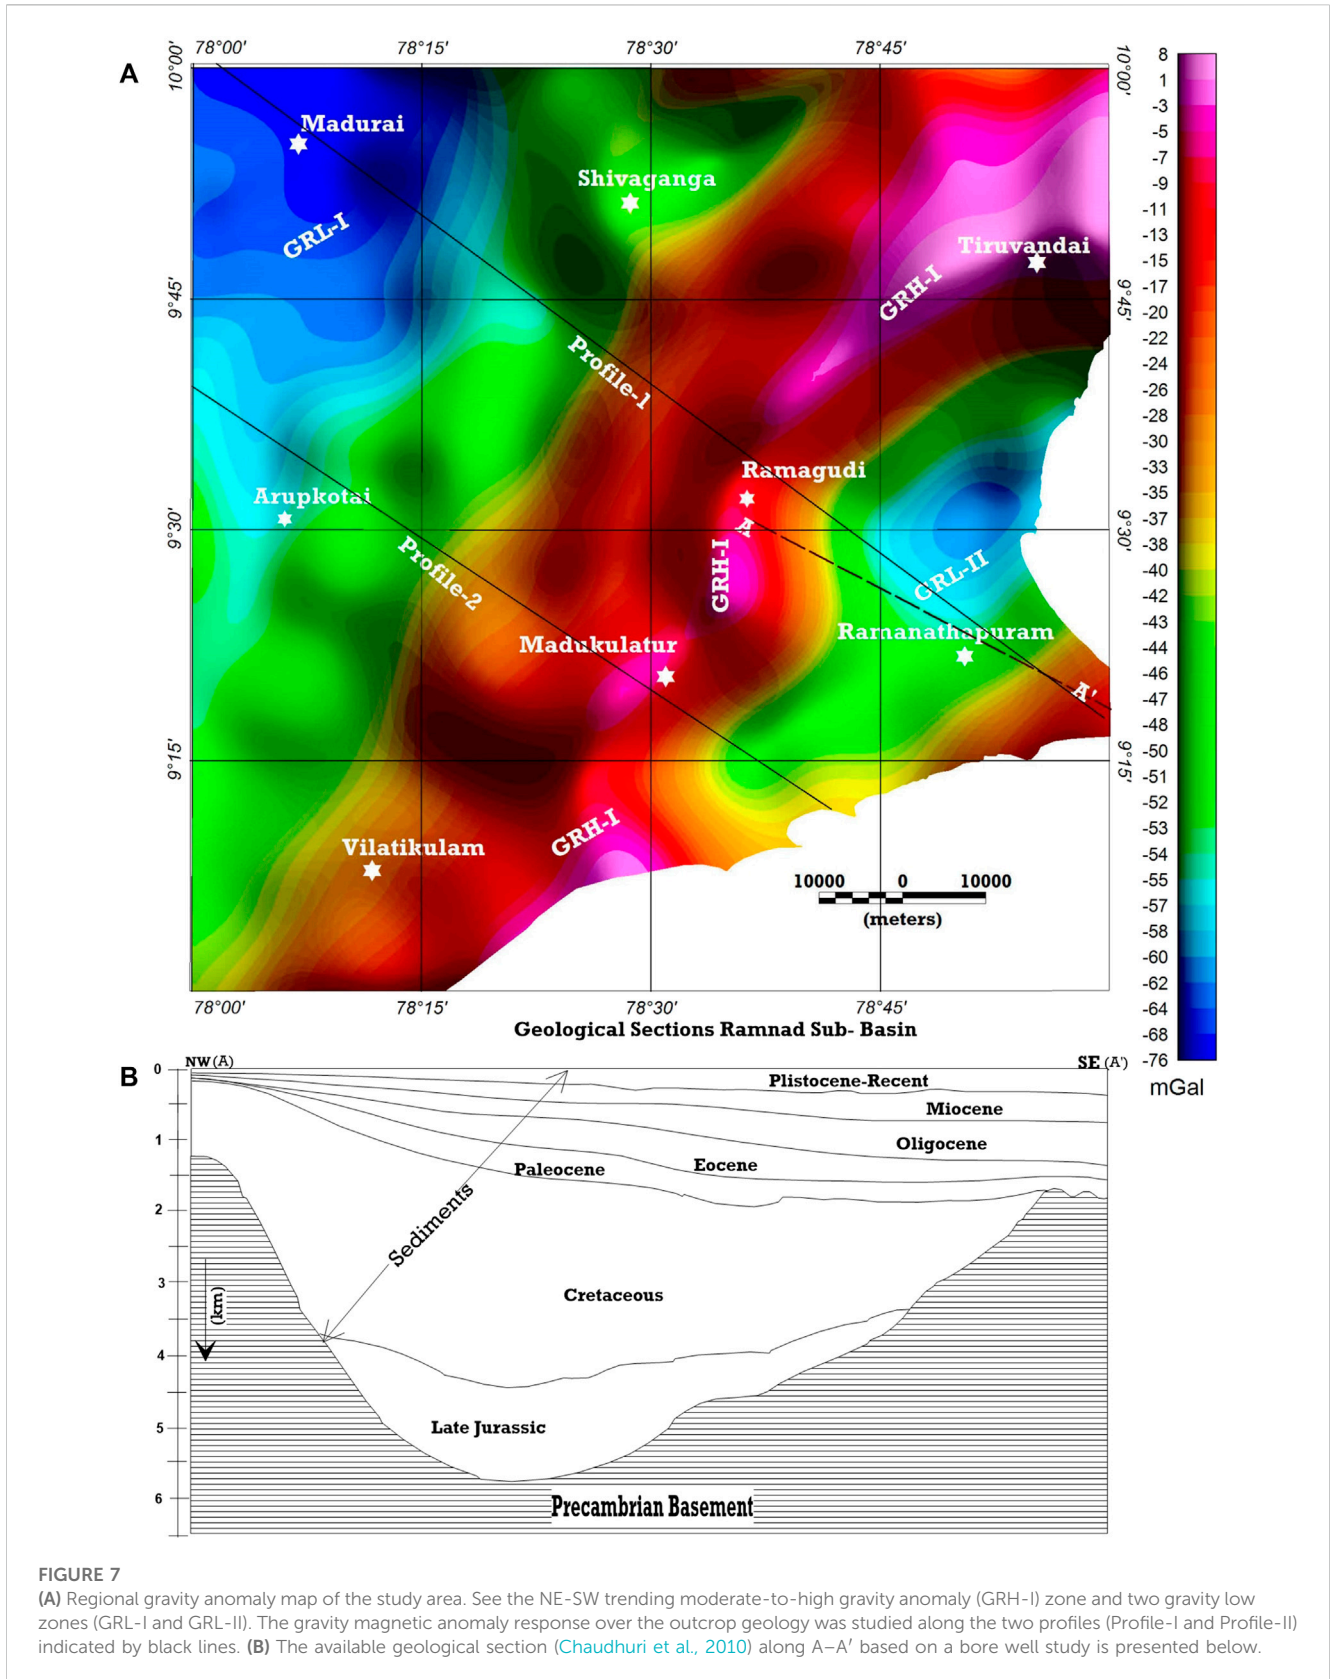 A
78°00'
78°15'
78°30'
78°45'
10°00'
10°00'
8
1
-3
-5
-7
-9
-11
-13
-15
-17
-20
-22
-24
-26
-28
-30
-33
-35
-37
-38
-40
-42
-43
-44
-46
-47
-48
-50
-51
-52
-53
-54
-55
-57
-58
-60
-62
-64
-68
-76
mGal
Madurai
Shivaganga
GRL-I
Tiruvandai
GRH-I
9°45'
9°45'
Profile-1
Ramagudi
Arupkotai
A
9°30'
9°30'
Profile-2
GRH-I
GRL-II
Ramanathapuram
Madukulatur
A'
9°15'
9°15'
GRH-I
Vilatikulam
10000 0 10000
(meters)
78°00'
78°15'
78°30'
78°45'
Geological Sections Ramnad Sub- Basin
B
NW (A)
SE (A')
0
1
2
3
4
5
6
(km)
Plistocene-Recent
Miocene
Oligocene
Eocene
Paleocene
Sediments
Cretaceous
Late Jurassic
Precambrian Basement
FIGURE 7
(A) Regional gravity anomaly map of the study area. See the NE-SW trending moderate-to-high gravity anomaly (GRH-I) zone and two gravity low
zones (GRL-I and GRL-II). The gravity magnetic anomaly response over the outcrop geology was studied along the two profiles (Profile-I and Profile-II)
indicated by black lines. (B) The available geological section (Chaudhuri et al., 2010) along A–A′ based on a bore well study is presented below.